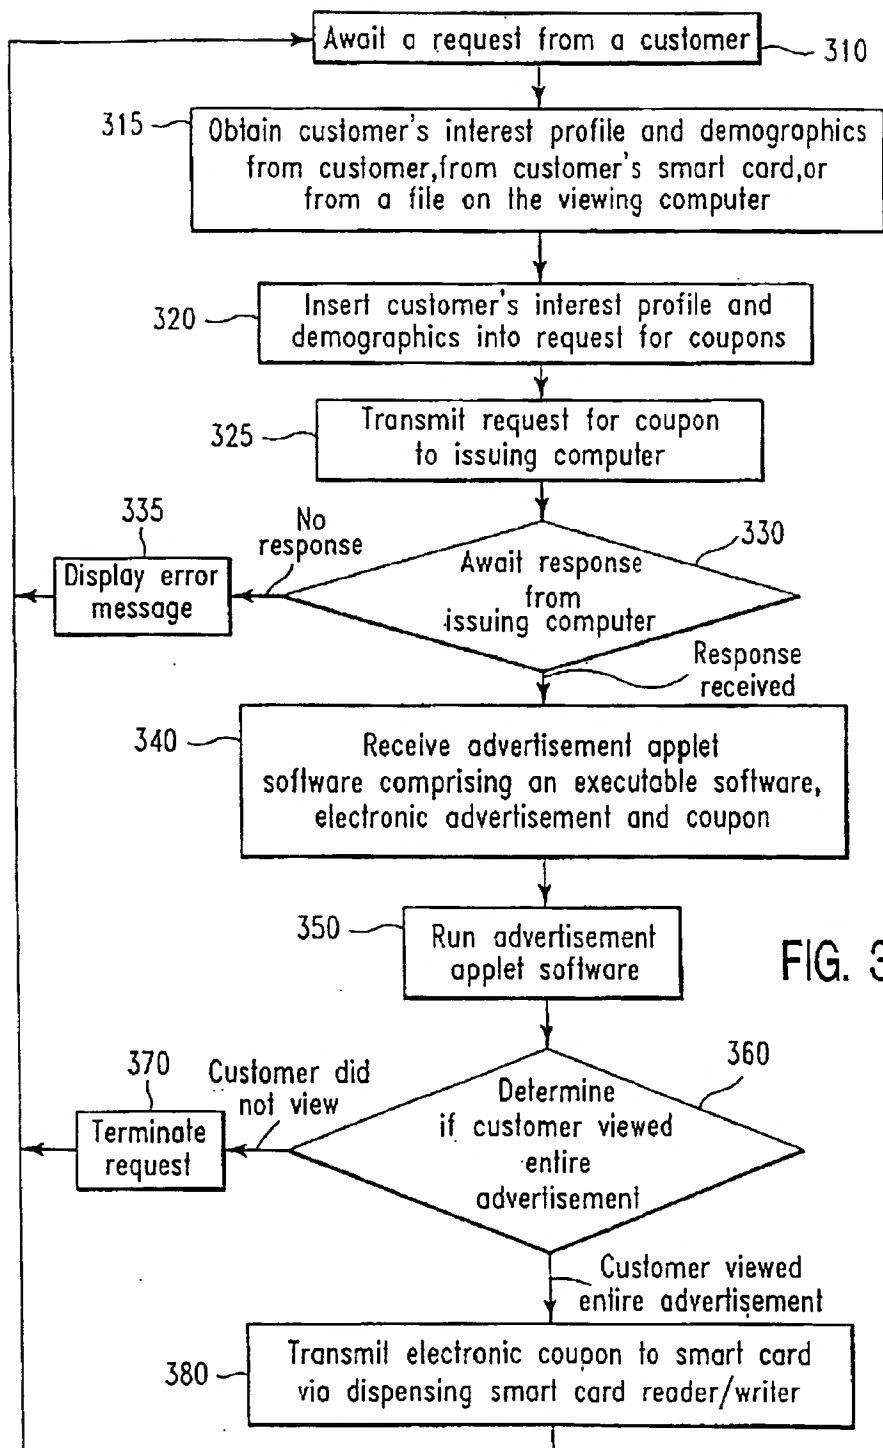 Await a request from a customer
310
315
Obtain customer's interest profile and demographics
from customer,from customer's smart card,or
from a file on the viewing computer
320
Insert customer's interest profile and
demographics into request for coupons
325
Transmit request for coupon
to issuing computer
335
No
response
330
Display error
message
Await response
from
issuing computer
Response
received
340
Receive advertisement applet
software comprising an executable software,
electronic advertisement and coupon
350
Run advertisement
applet software
FIG. 3
370
Customer did
not view
360
Terminate
request
Determine
if customer viewed
entire
advertisement
Customer viewed
entire advertisement
380
Transmit electronic coupon to smart card
via dispensing smart card reader/writer